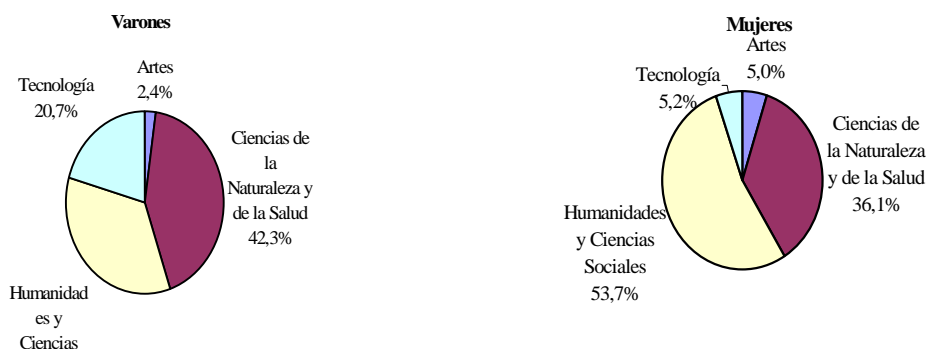 Varones
Tecnología
20,7%
Artes
2,4%
Ciencias de
la
Naturaleza y
de la Salud
42,3%
Humanidad
es y
Ciencias
Mujeres
Artes
5,0%
Tecnología
5,2%
Ciencias de
la Naturaleza
y de la Salud
36,1%
Humanidades
y Ciencias
Sociales
53,7%